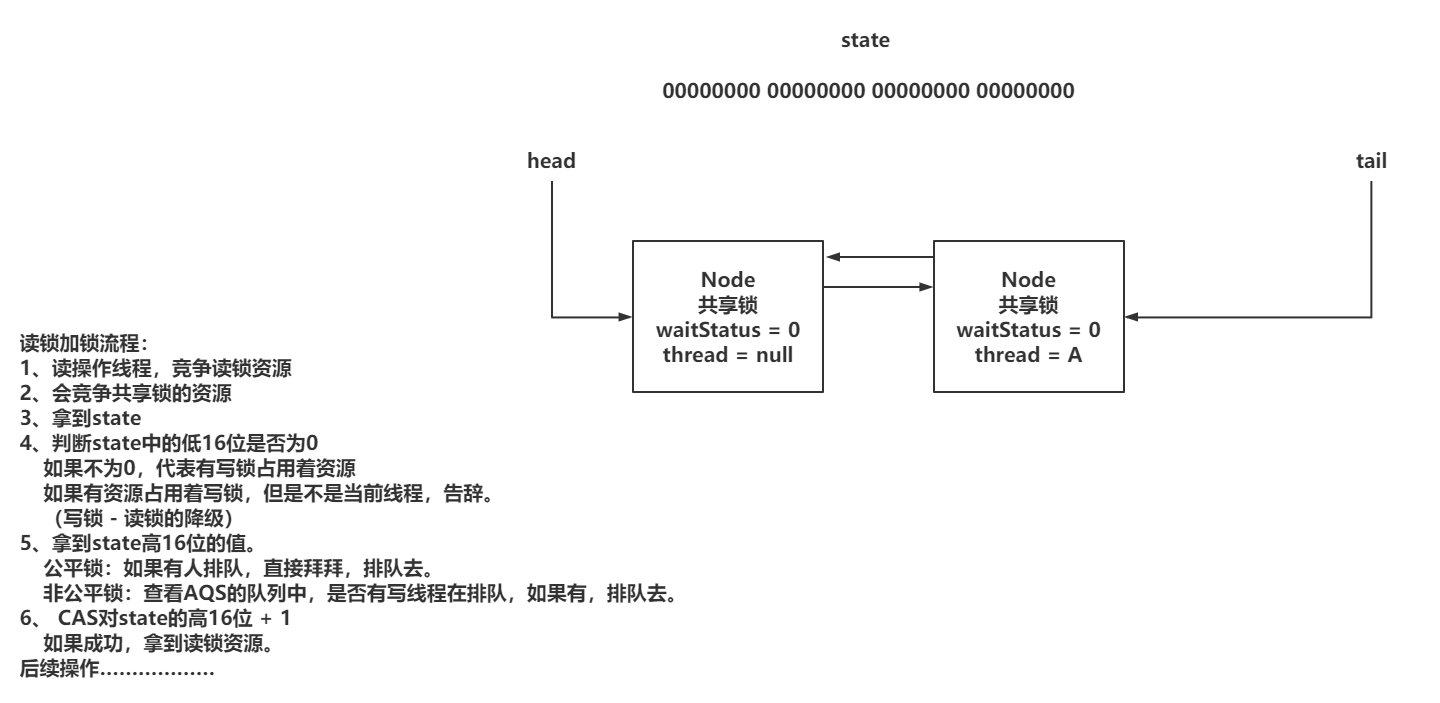 state
00000000 00000000 00000000 00000000
head
tail
Node
共享锁
waitStatus = 0
thread = null
Node
共享锁
waitStatus = 0
thread = A
读锁加锁流程：
1、读操作线程，竞争读锁资源
2、会竞争共享锁的资源
3、拿到state
4、判断state中的低16位是否为0
如果不为0，代表有写锁占用着资源
如果有资源占用着写锁，但是不是当前线程，告辞。
（写锁 - 读锁的降级）
5、拿到state高16位的值。
公平锁：如果有人排队，直接拜拜，排队去。
非公平锁：查看AQS的队列中，是否有写线程在排队，如果有，排队去。
6、 CAS对state的高16位 + 1
如果成功，拿到读锁资源。
后续操作………………